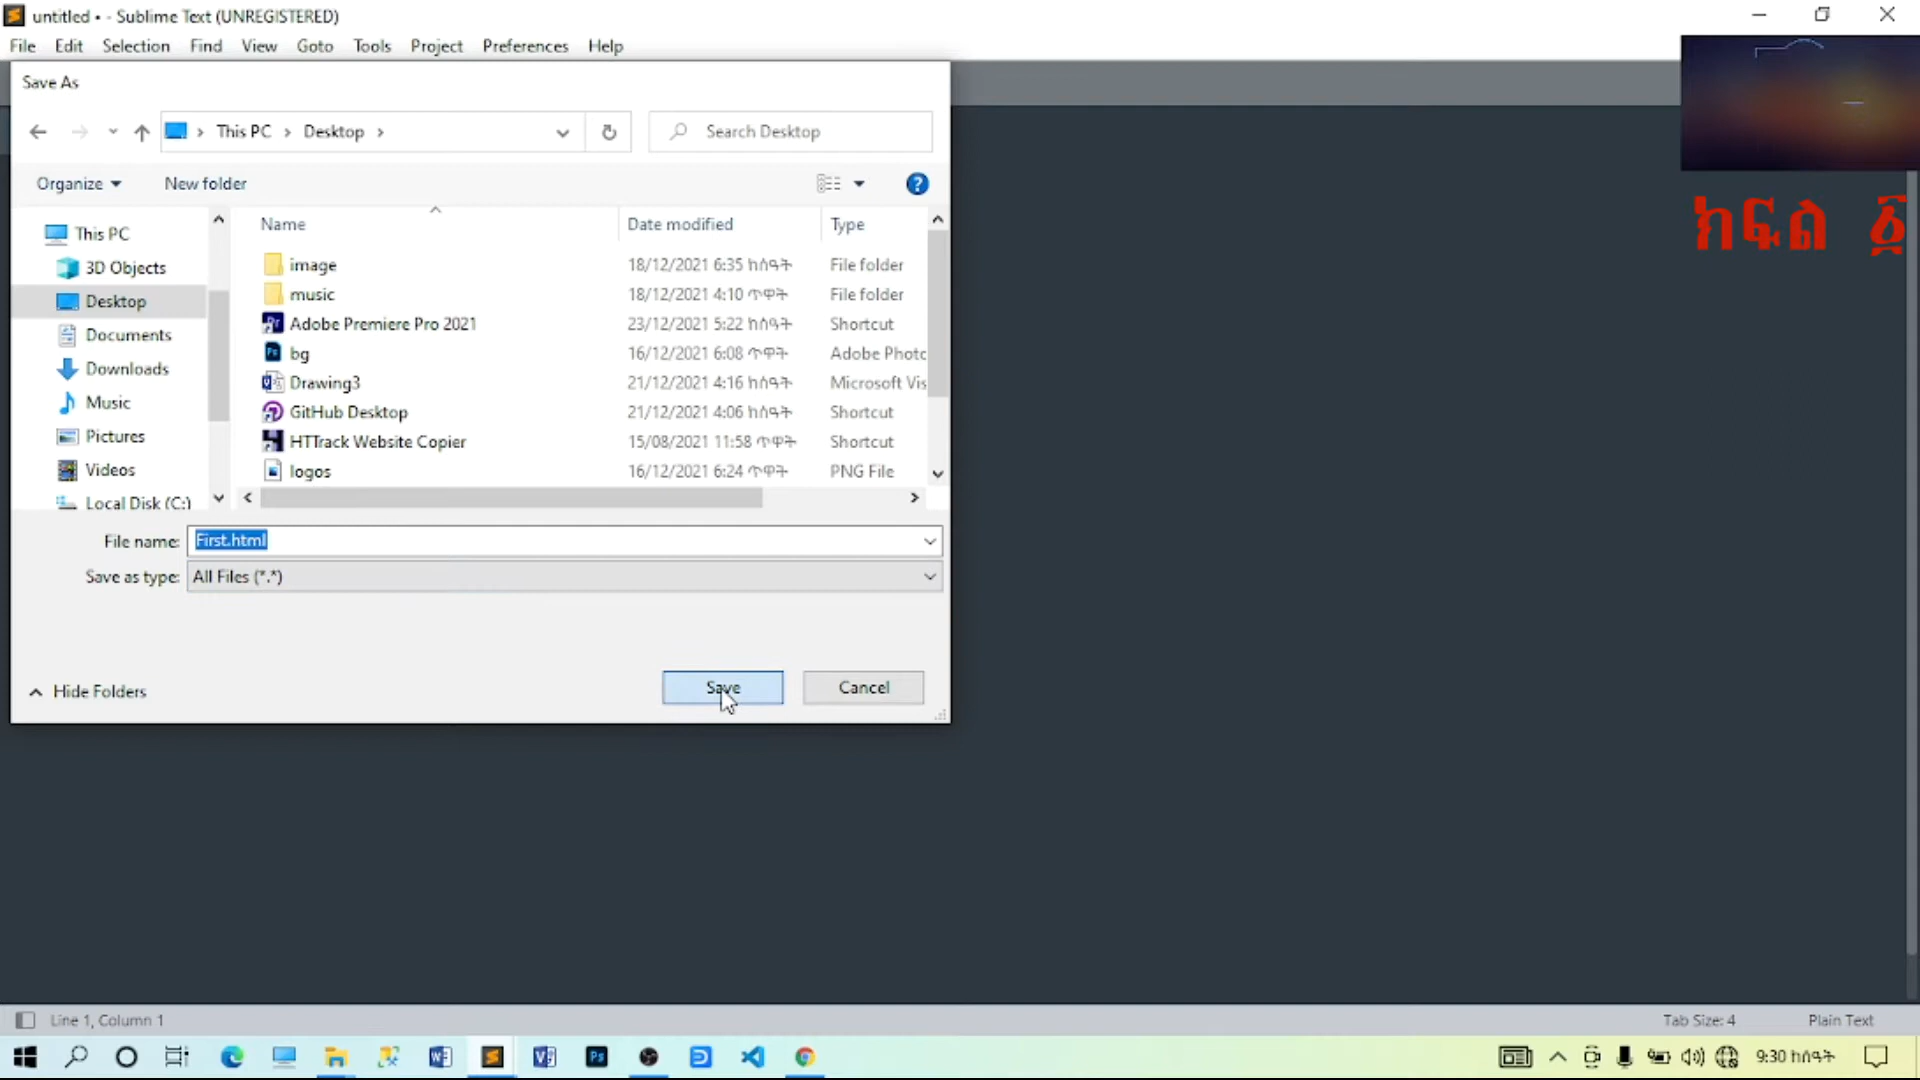 untitled • - Sublime Text (UNREGISTERED)
File Edit Selection Find View Goto Tools Project Preferences Help
Save As
This PC Desktop
Search Desktop
Organize New folder
Name Date modified Type
This PC
3D Objects
Desktop
Documents
Downloads
Music
Pictures
Videos
Local Disk (C:)
image 18/12/2021 6:35 ከሰዓት File folder
music 18/12/2021 4:10 ጥዋት File folder
Adobe Premiere Pro 2021 23/12/2021 5:22 ከሰዓት Shortcut
bg 16/12/2021 6:08 ጥዋት Adobe Photc
Drawing3 21/12/2021 4:16 ከሰዓት Microsoft Vis
GitHub Desktop 21/12/2021 4:06 ከሰዓት Shortcut
HTTrack Website Copier 15/08/2021 11:58 ጥዋት Shortcut
logos 16/12/2021 6:24 ጥዋት PNG File
File name: First.html
Save as type: All Files (*.*)
Hide Folders
Save Cancel
ክፍል ፩
Line 1, Column 1
Tab Size: 4 Plain Text
9:30 ከሰዓት